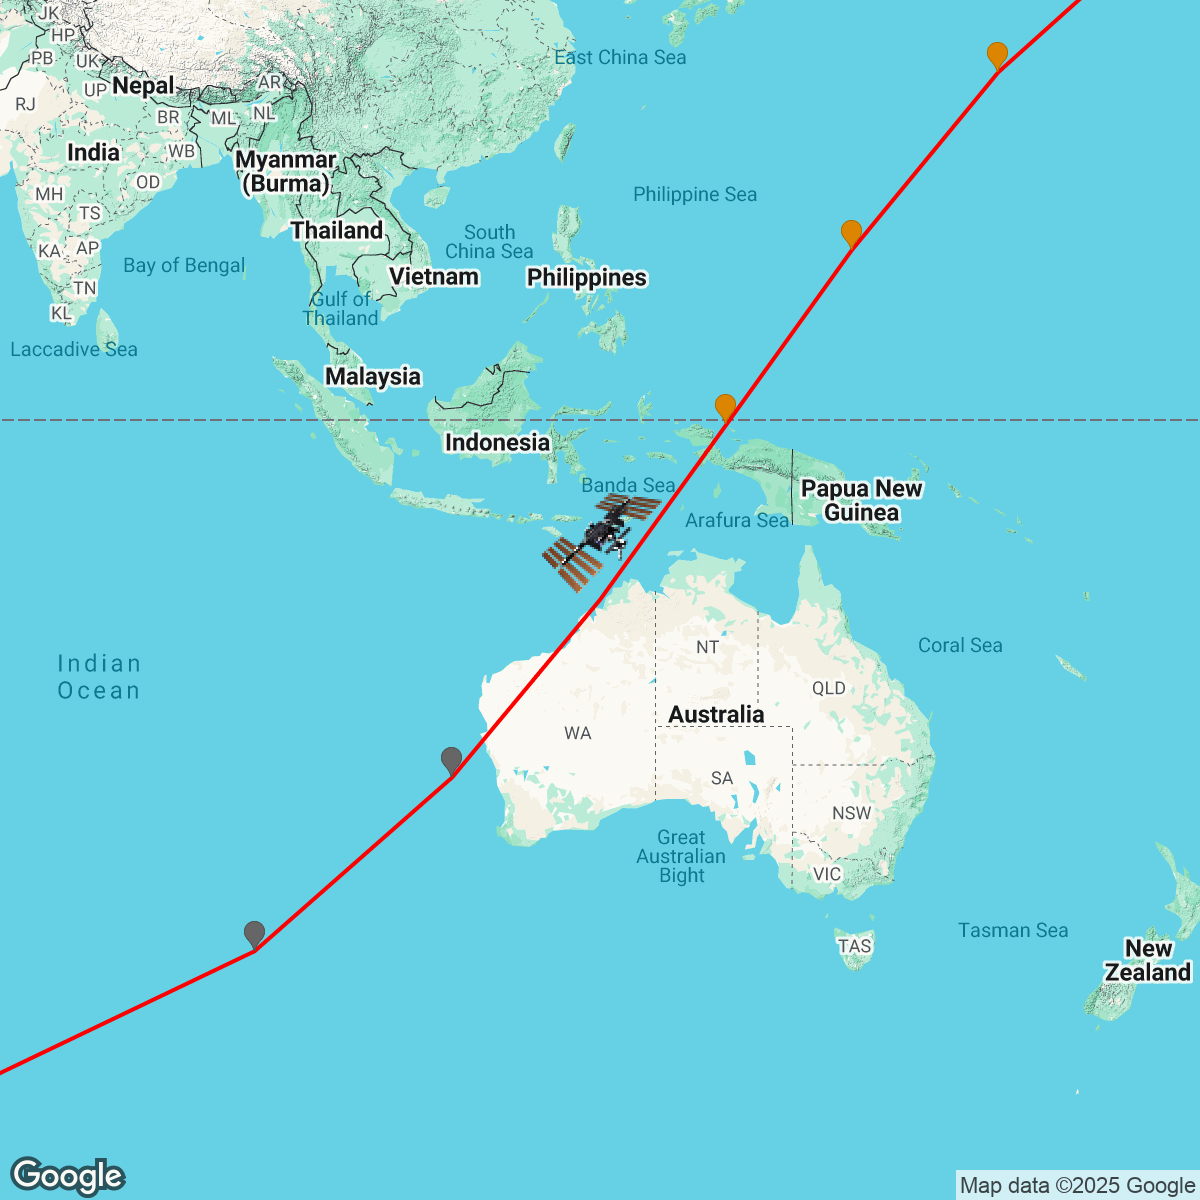 JK
HP
PB
UK
UP
Nepal
AR
RJ
BR
ML
NL
India
WB
Myanmar
(Burma)
OD
MH
TS
KA
AP
TN
KL
Bay of Bengal
Laccadive Sea
Thailand
Vietnam
Gulf of
Thailand
South
China Sea
East China Sea
Philippine Sea
Philippines
Malaysia
Indonesia
Banda Sea
Arafura Sea
Papua New
Guinea
Indian
Ocean
Coral Sea
NT
QLD
Australia
WA
SA
NSW
VIC
Great
Australian
Bight
TAS
Tasman Sea
New
Zealand
Google
Map data ©2025 Google